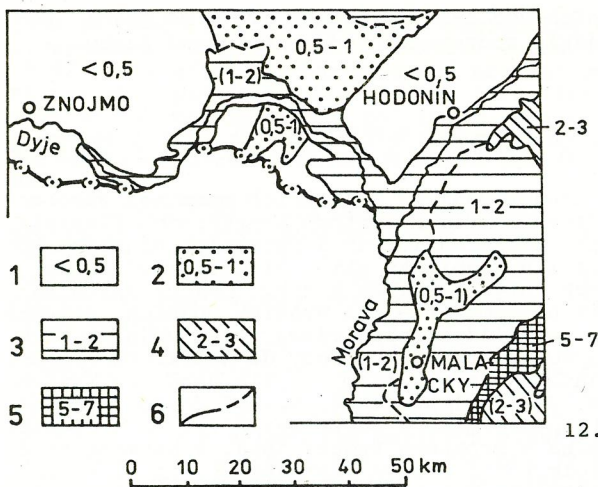 < 0,5
0,5 - 1
(1-2)
< 0,5
ZNOJMO
HODONÍN
Dyje
(0,5-1)
2-3
1-2
1 < 0,5
2 0,5-1
(0,5-1)
3 1-2
4 2-3
Morava
(1-2)
MALA
CKY
5-7
5 5-7
6
(2-3)
12.
0 10 20 30 40 50 km